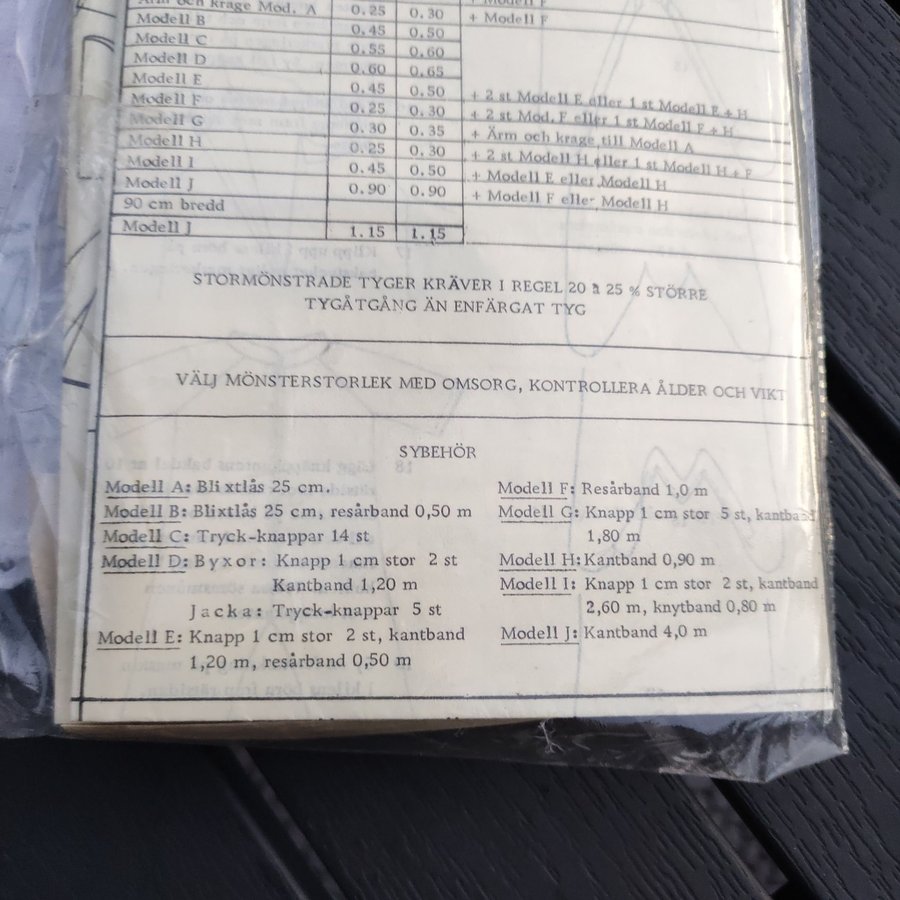 Ärm och krage Mod. A 0.25 0.30 + Modell F
Modell B 0.45 0.50
Modell C 0.55 0.60
Modell D 0.60 0.65
Modell E 0.45 0.50 + 2 st Modell E eller 1 st Modell F + H
Modell F 0.25 0.30 + 2 st Mod. F eller 1 st Modell F + H
Modell G 0.30 0.35 + Ärm och krage till Modell A
Modell H 0.25 0.30 + 2 st Modell H eller 1 st Modell H + F
Modell I 0.45 0.50 + Modell E eller Modell H
Modell J 0.90 0.90 + Modell F eller Modell H
90 cm bredd
Modell J 1.15 1.15
STORMÖNSTRADE TYGER KRÄVER I REGEL 20 à 25 % STÖRRE
TYGÅTGÅNG ÄN ENFÄRGAT TYG
VÄLJ MÖNSTERSTORLEK MED OMSORG, KONTROLLERA ÅLDER OCH VIKT
SYBEHÖR
Modell A: Blixtlås 25 cm.
Modell B: Blixtlås 25 cm, resårband 0,50 m
Modell C: Tryck-knappar 14 st
Modell D: Byxor: Knapp 1 cm stor 2 st
Kantband 1,20 m
Jacka: Tryck-knappar 5 st
Modell E: Knapp 1 cm stor 2 st, kantband
1,20 m, resårband 0,50 m
Modell F: Resårband 1,0 m
Modell G: Knapp 1 cm stor 5 st, kantband
1,80 m
Modell H: Kantband 0,90 m
Modell I: Knapp 1 cm stor 2 st, kantband
2,60 m, knytband 0,80 m
Modell J: Kantband 4,0 m